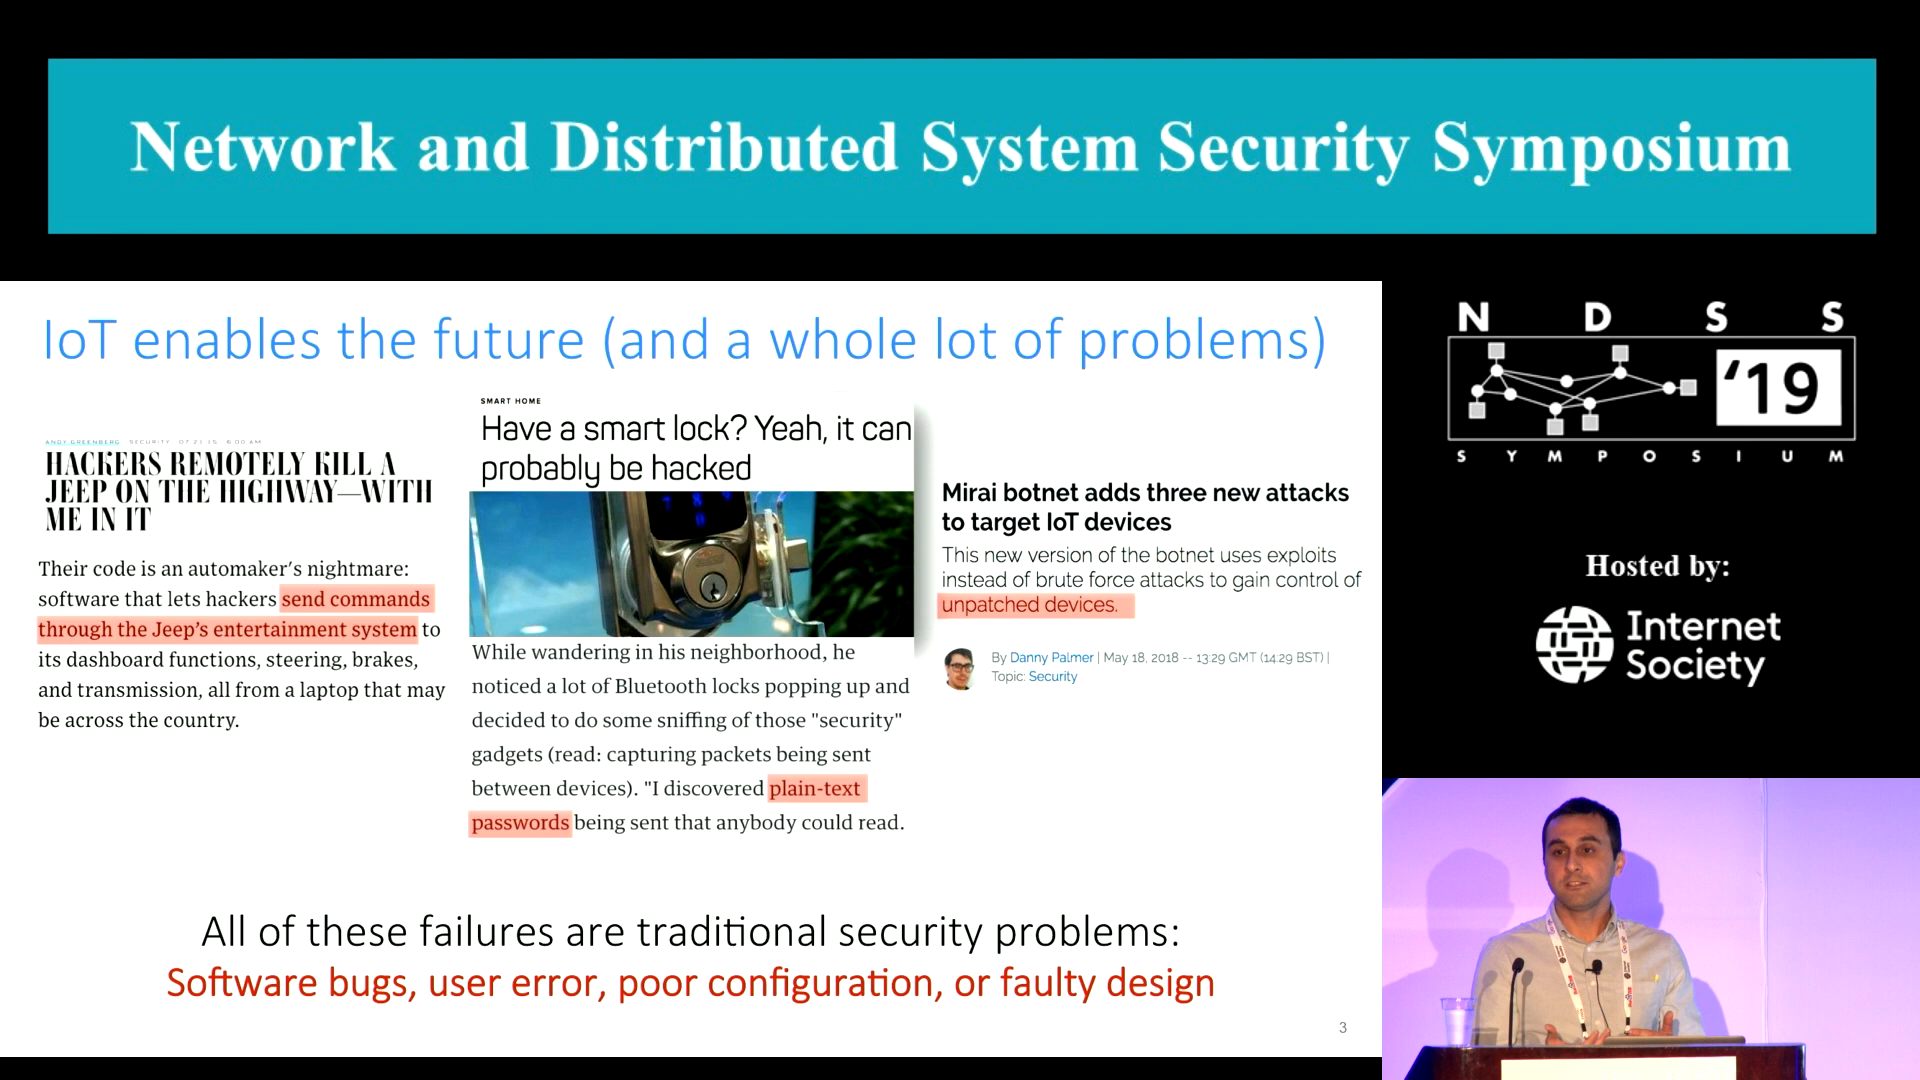 Network and Distributed System Security Symposium
IoT enables the future (and a whole lot of problems)
ANDY GREENBERG SECURITY 07.21.15 6:00 AM
HACKERS REMOTELY KILL A
JEEP ON THE HIGHWAY—WITH
ME IN IT
Their code is an automaker's nightmare:
software that lets hackers send commands
through the Jeep's entertainment system to
its dashboard functions, steering, brakes,
and transmission, all from a laptop that may
be across the country.
SMART HOME
Have a smart lock? Yeah, it can
probably be hacked
While wandering in his neighborhood, he
noticed a lot of Bluetooth locks popping up and
decided to do some sniffing of those "security"
gadgets (read: capturing packets being sent
between devices). "I discovered plain-text
passwords being sent that anybody could read.
Mirai botnet adds three new attacks
to target IoT devices
This new version of the botnet uses exploits
instead of brute force attacks to gain control of
unpatched devices.
By Danny Palmer | May 18, 2018 -- 13:29 GMT (14:29 BST) |
Topic: Security
All of these failures are traditional security problems:
Software bugs, user error, poor configuration, or faulty design
3
N D S S
'19
S Y M P O S I U M
Hosted by:
Internet
Society